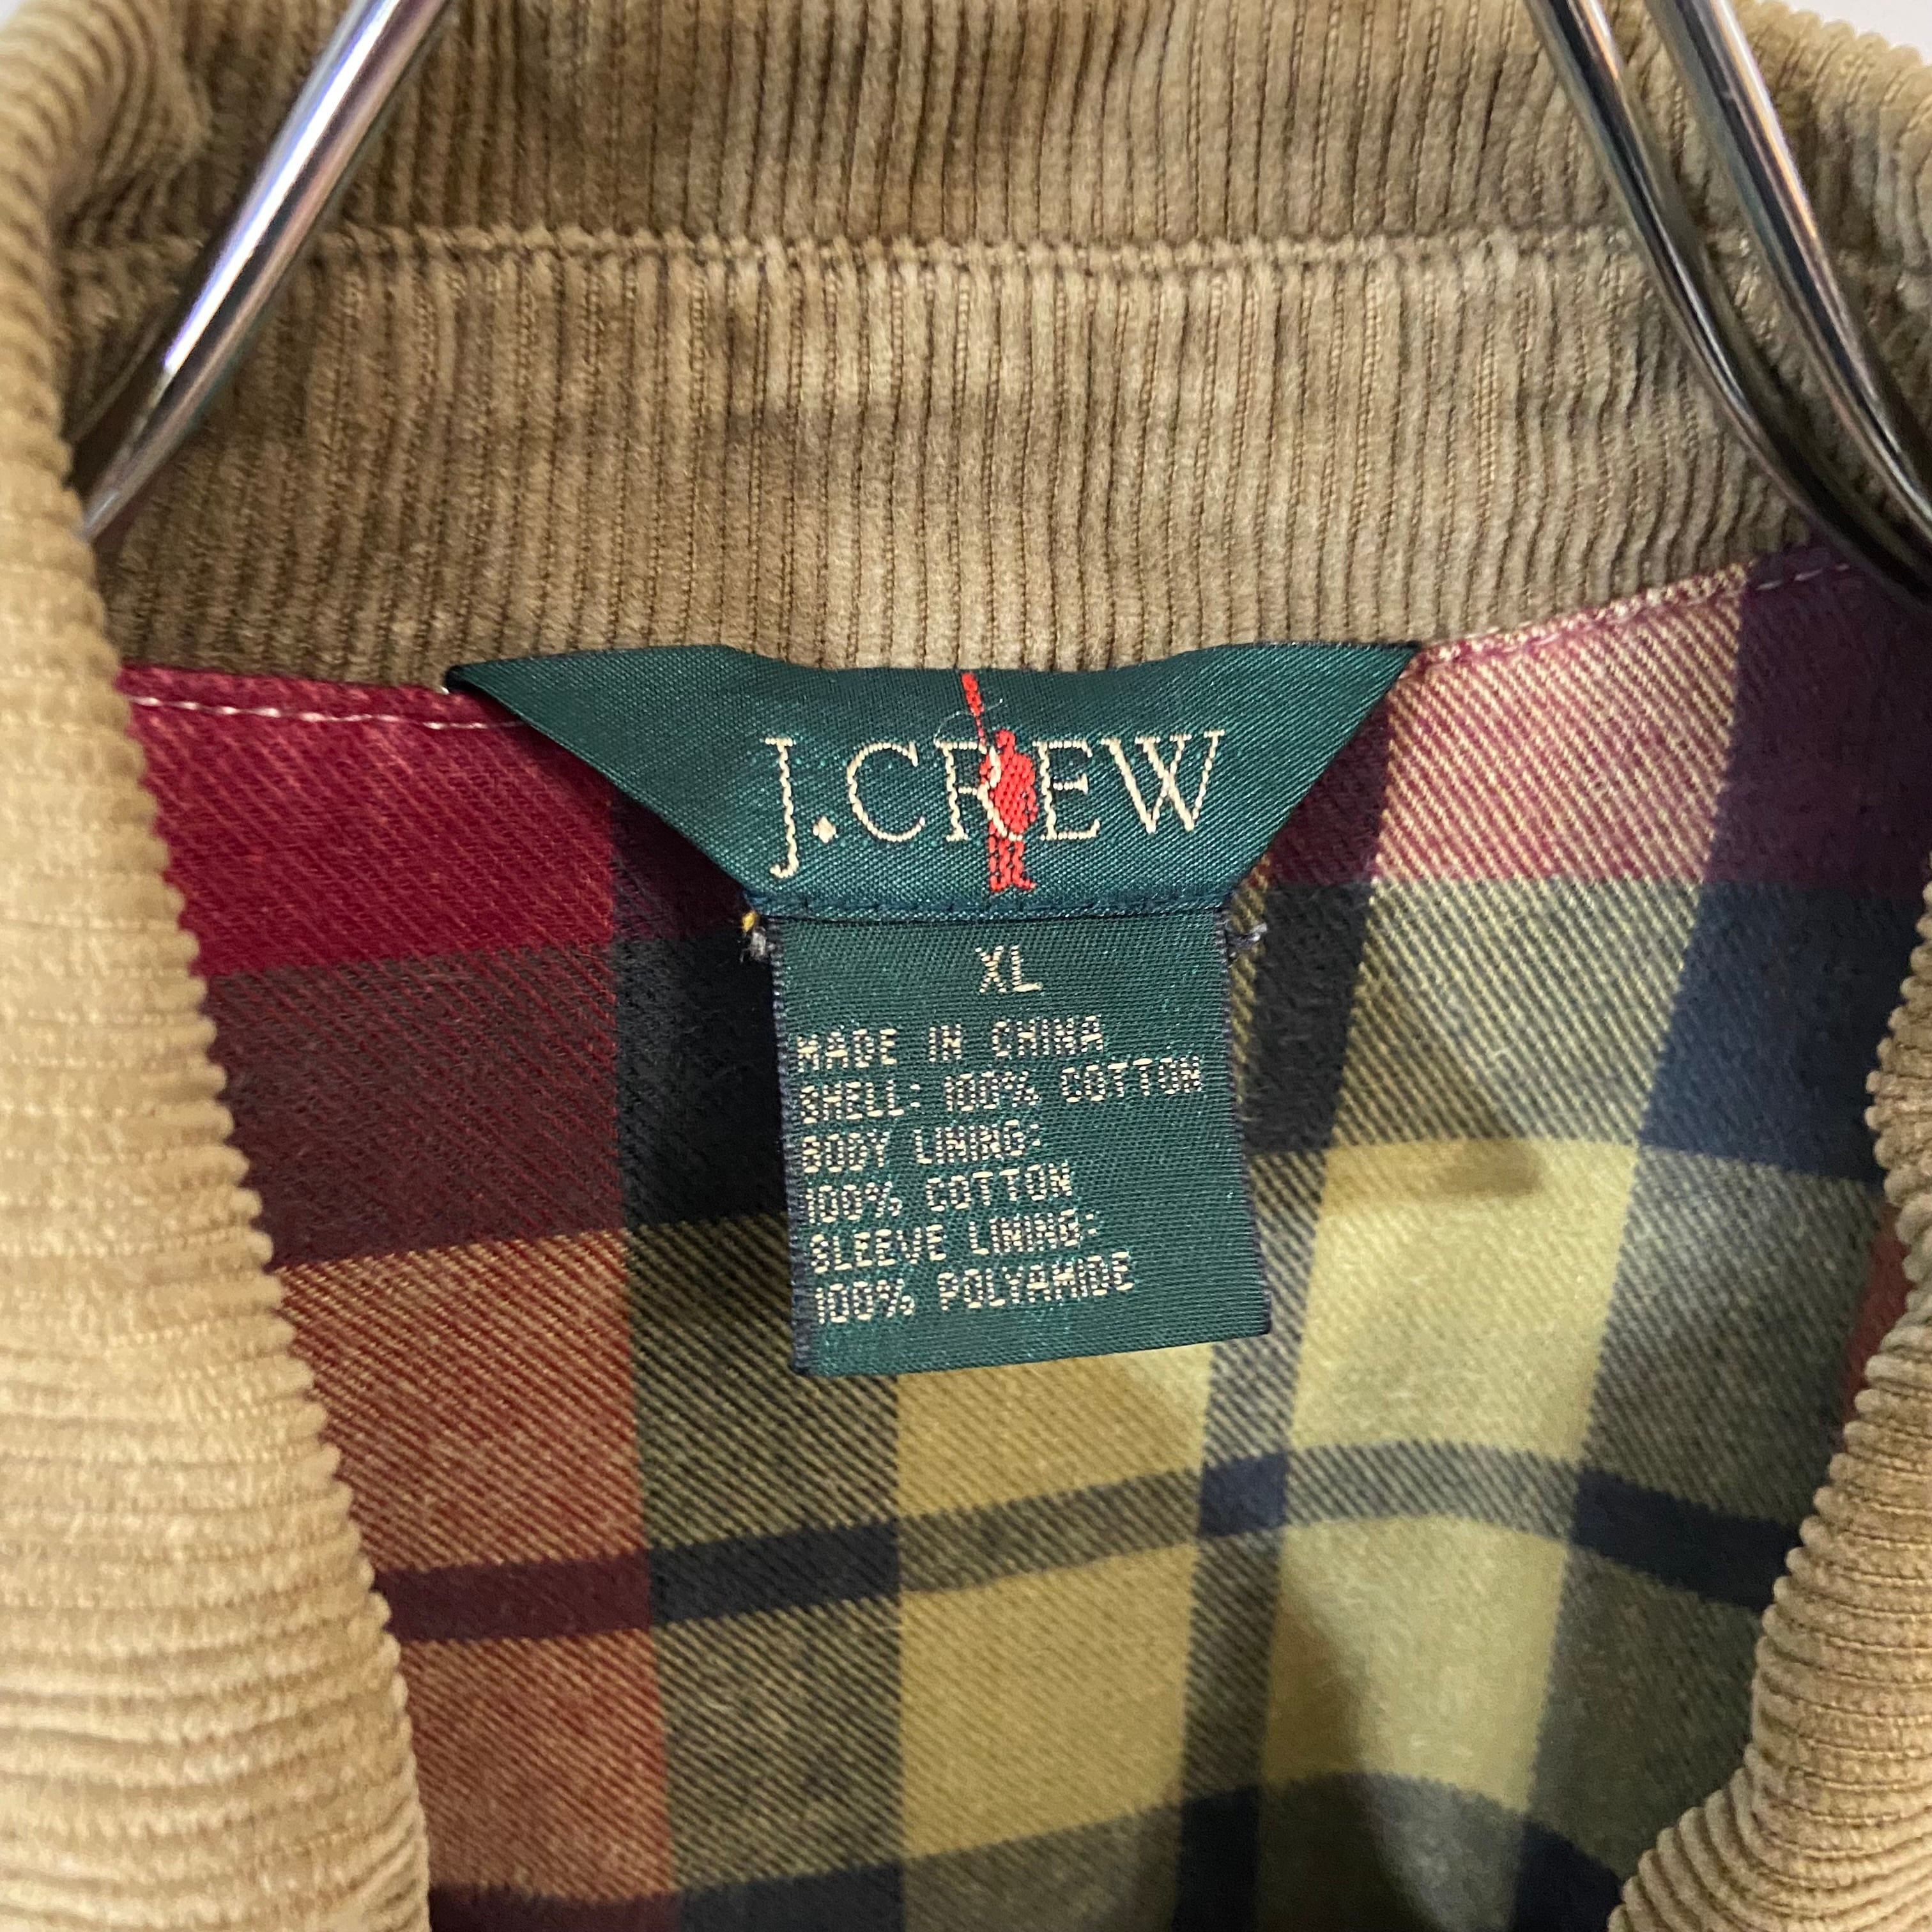 J.CREW
XL
MADE IN CHINA
SHELL: 100% COTTON
BODY LINING:
100% COTTON
SLEEVE LINING:
100% POLYAMIDE